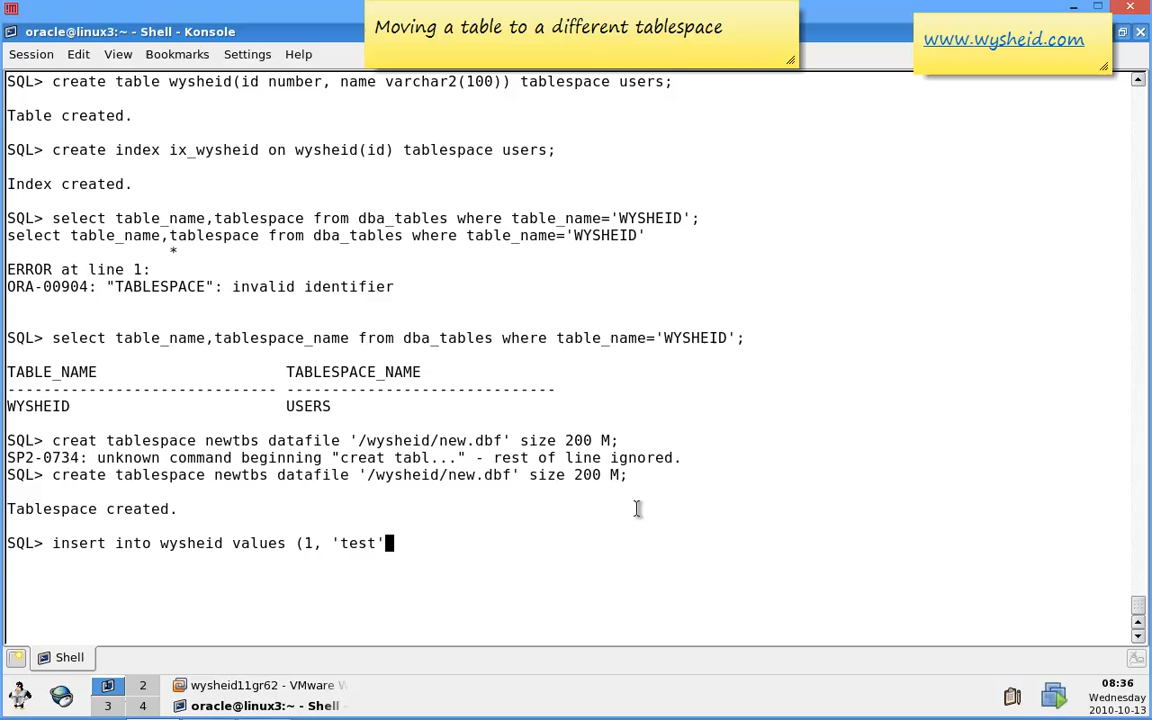 Moving a table to a different tablespace
www.wysheid.com
oracle@linux3:~ - Shell - Konsole
Session Edit View Bookmarks Settings Help
SQL> create table wysheid(id number, name varchar2(100)) tablespace users;
Table created.
SQL> create index ix_wysheid on wysheid(id) tablespace users;
Index created.
SQL> select table_name,tablespace from dba_tables where table_name='WYSHEID';
select table_name,tablespace from dba_tables where table_name='WYSHEID'
*
ERROR at line 1:
ORA-00904: "TABLESPACE": invalid identifier
SQL> select table_name,tablespace_name from dba_tables where table_name='WYSHEID';
TABLE_NAME TABLESPACE_NAME
------------------------------ ------------------------------
WYSHEID USERS
SQL> creat tablespace newtbs datafile '/wysheid/new.dbf' size 200 M;
SP2-0734: unknown command beginning "creat tabl..." - rest of line ignored.
SQL> create tablespace newtbs datafile '/wysheid/new.dbf' size 200 M;
Tablespace created.
SQL> insert into wysheid values (1, 'test'
Shell
2 wysheid11gr62 - VMware W
3 4 oracle@linux3:~ - Shell -
08:36
Wednesday
2010-10-13